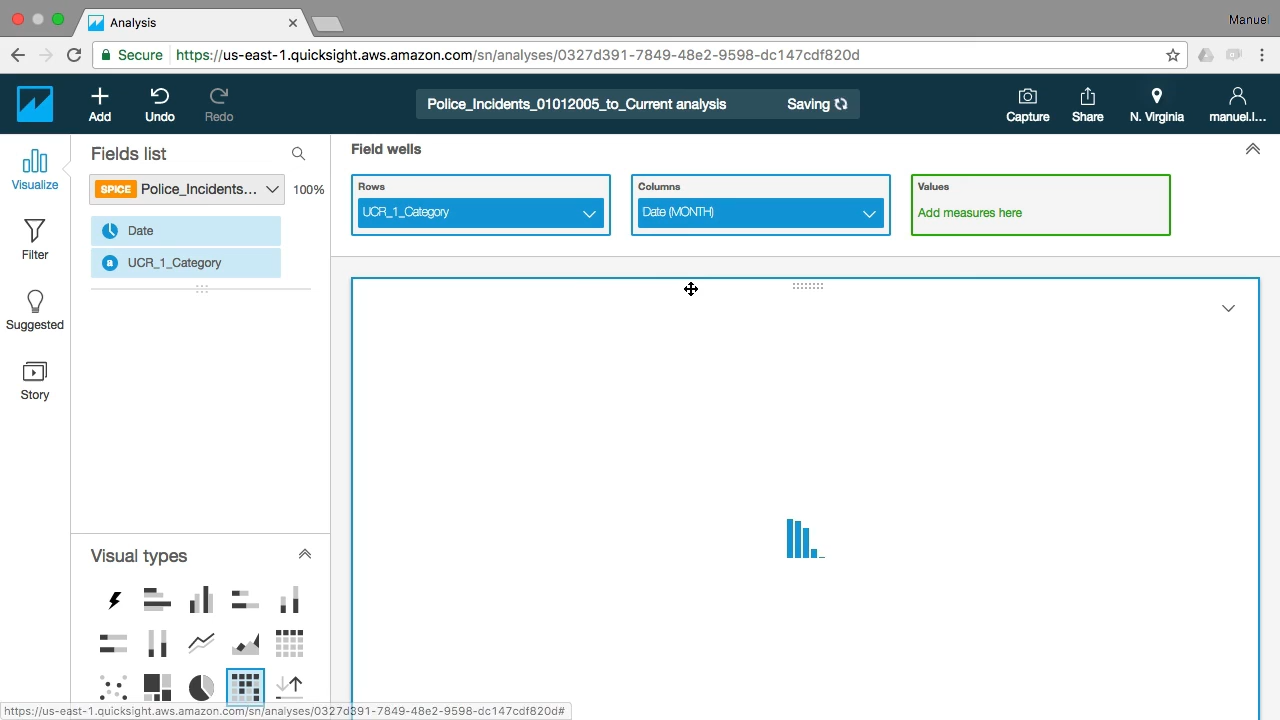 Analysis
Manuel
Secure https://us-east-1.quicksight.aws.amazon.com/sn/analyses/0327d391-7849-48e2-9598-dc147cdf820d
Add
Undo
Redo
Police_Incidents_01012005_to_Current analysis
Saving
Capture
Share
N. Virginia
manuel.l...
Visualize
Filter
Suggested
Story
Fields list
SPICE Police_Incidents... 100%
Date
a UCR_1_Category
Visual types
Field wells
Rows
UCR_1_Category
Columns
Date (MONTH)
Values
Add measures here
https://us-east-1.quicksight.aws.amazon.com/sn/analyses/0327d391-7849-48e2-9598-dc147cdf820d#